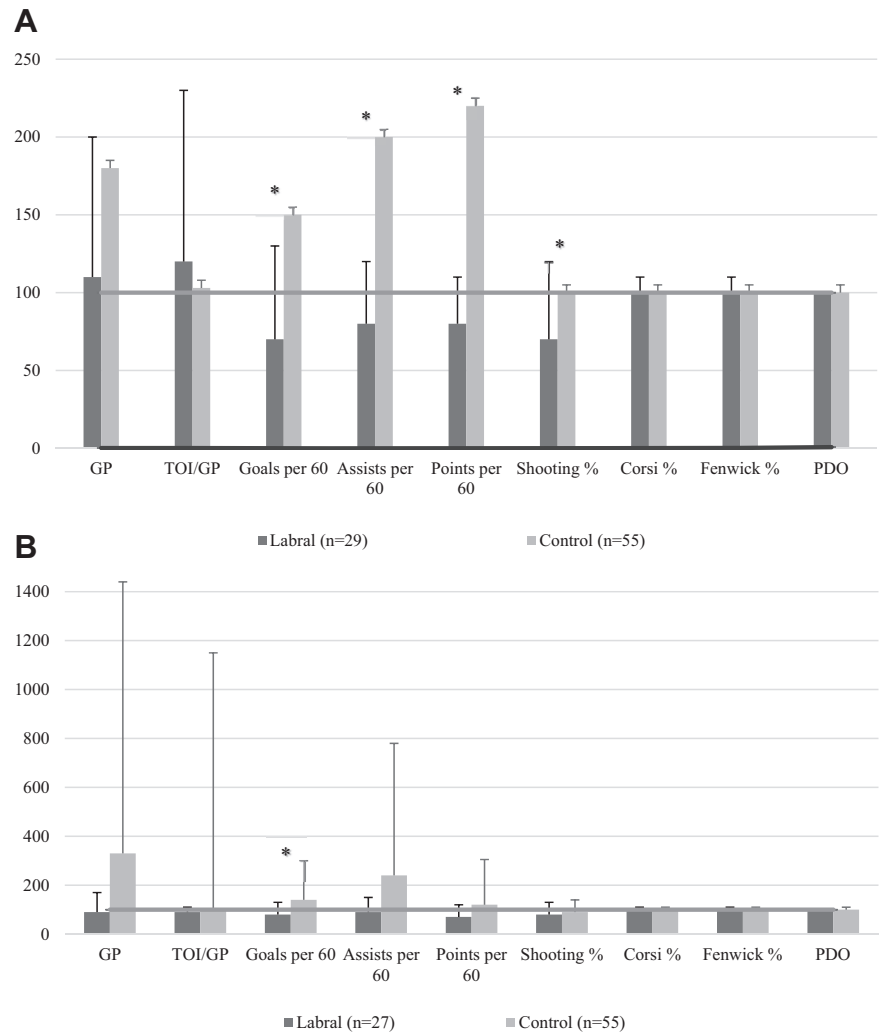 A
250
200
150
100
50
0
* * * *
GP TOI/GP Goals per 60 Assists per 60 Points per 60 Shooting % Corsi % Fenwick % PDO
Labral (n=29) Control (n=55)
B
1400
1200
1000
800
600
400
200
0
*
GP TOI/GP Goals per 60 Assists per 60 Points per 60 Shooting % Corsi % Fenwick % PDO
Labral (n=27) Control (n=55)